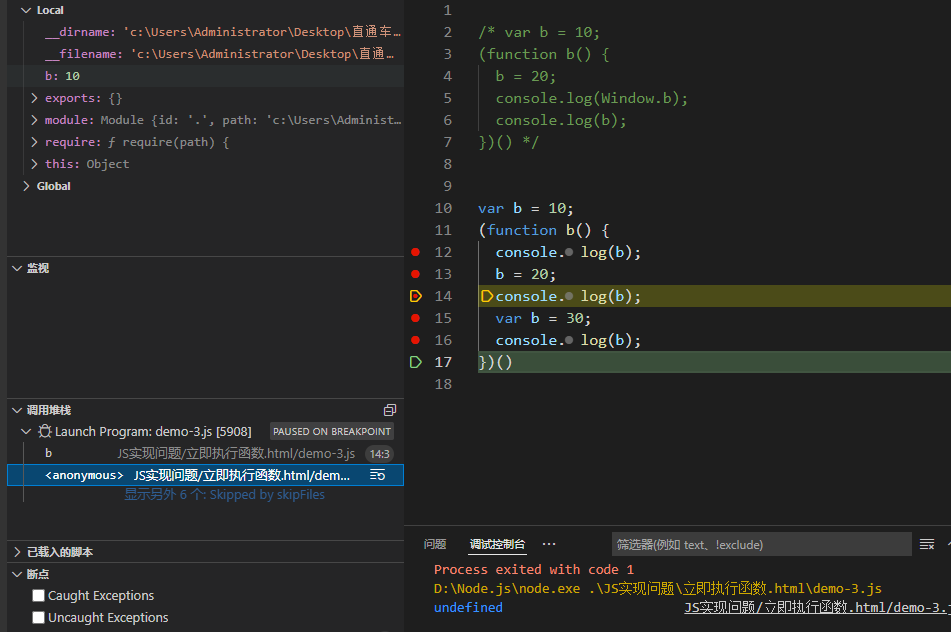 Local
__dirname: 'c:\Users\Administrator\Desktop\直通车…
__filename: 'c:\Users\Administrator\Desktop\直通…
b: 10
exports: {}
module: Module {id: '.', path: 'c:\Users\Administ…
require: ƒ require(path) {
this: Object
Global
监视
调用堆栈
Launch Program: demo-3.js [5908] PAUSED ON BREAKPOINT
b JS实现问题/立即执行函数.html/demo-3.js 14:3
<anonymous> JS实现问题/立即执行函数.html/dem...
显示另外 6 个: Skipped by skipFiles
已载入的脚本
断点
Caught Exceptions
Uncaught Exceptions
1
2 /* var b = 10;
3 (function b() {
4 b = 20;
5 console.log(Window.b);
6 console.log(b);
7 })() */
8
9
10 var b = 10;
11 (function b() {
12 console. log(b);
13 b = 20;
14 console. log(b);
15 var b = 30;
16 console. log(b);
17 })()
18
问题 调试控制台 ··· 筛选器(例如 text、!exclude)
Process exited with code 1
D:\Node.js\node.exe .\JS实现问题\立即执行函数.html\demo-3.js
undefined JS实现问题/立即执行函数.html/demo-3.j